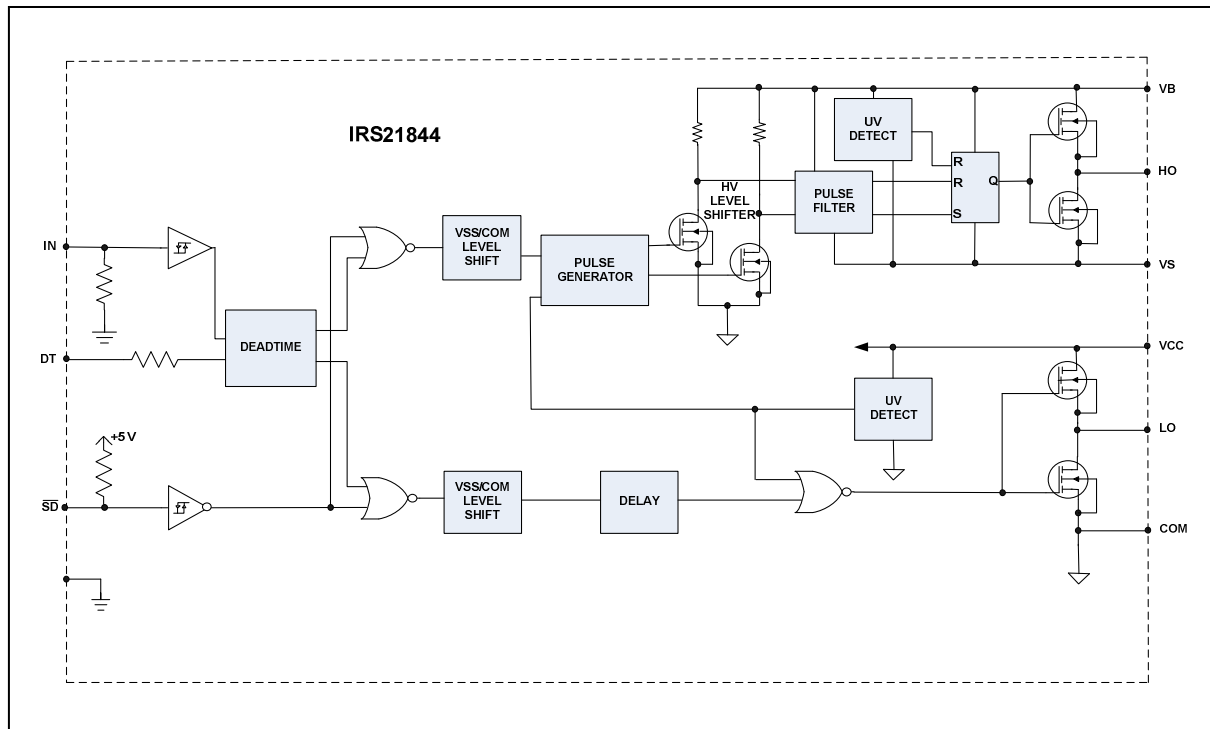 IRS21844
VB
UV
DETECT
R
R
Q
S
HO
HV
LEVEL
SHIFTER
PULSE
FILTER
IN
VSS/COM
LEVEL
SHIFT
PULSE
GENERATOR
VS
DEADTIME
DT
VCC
UV
DETECT
LO
+5V
SD
VSS/COM
LEVEL
SHIFT
DELAY
COM